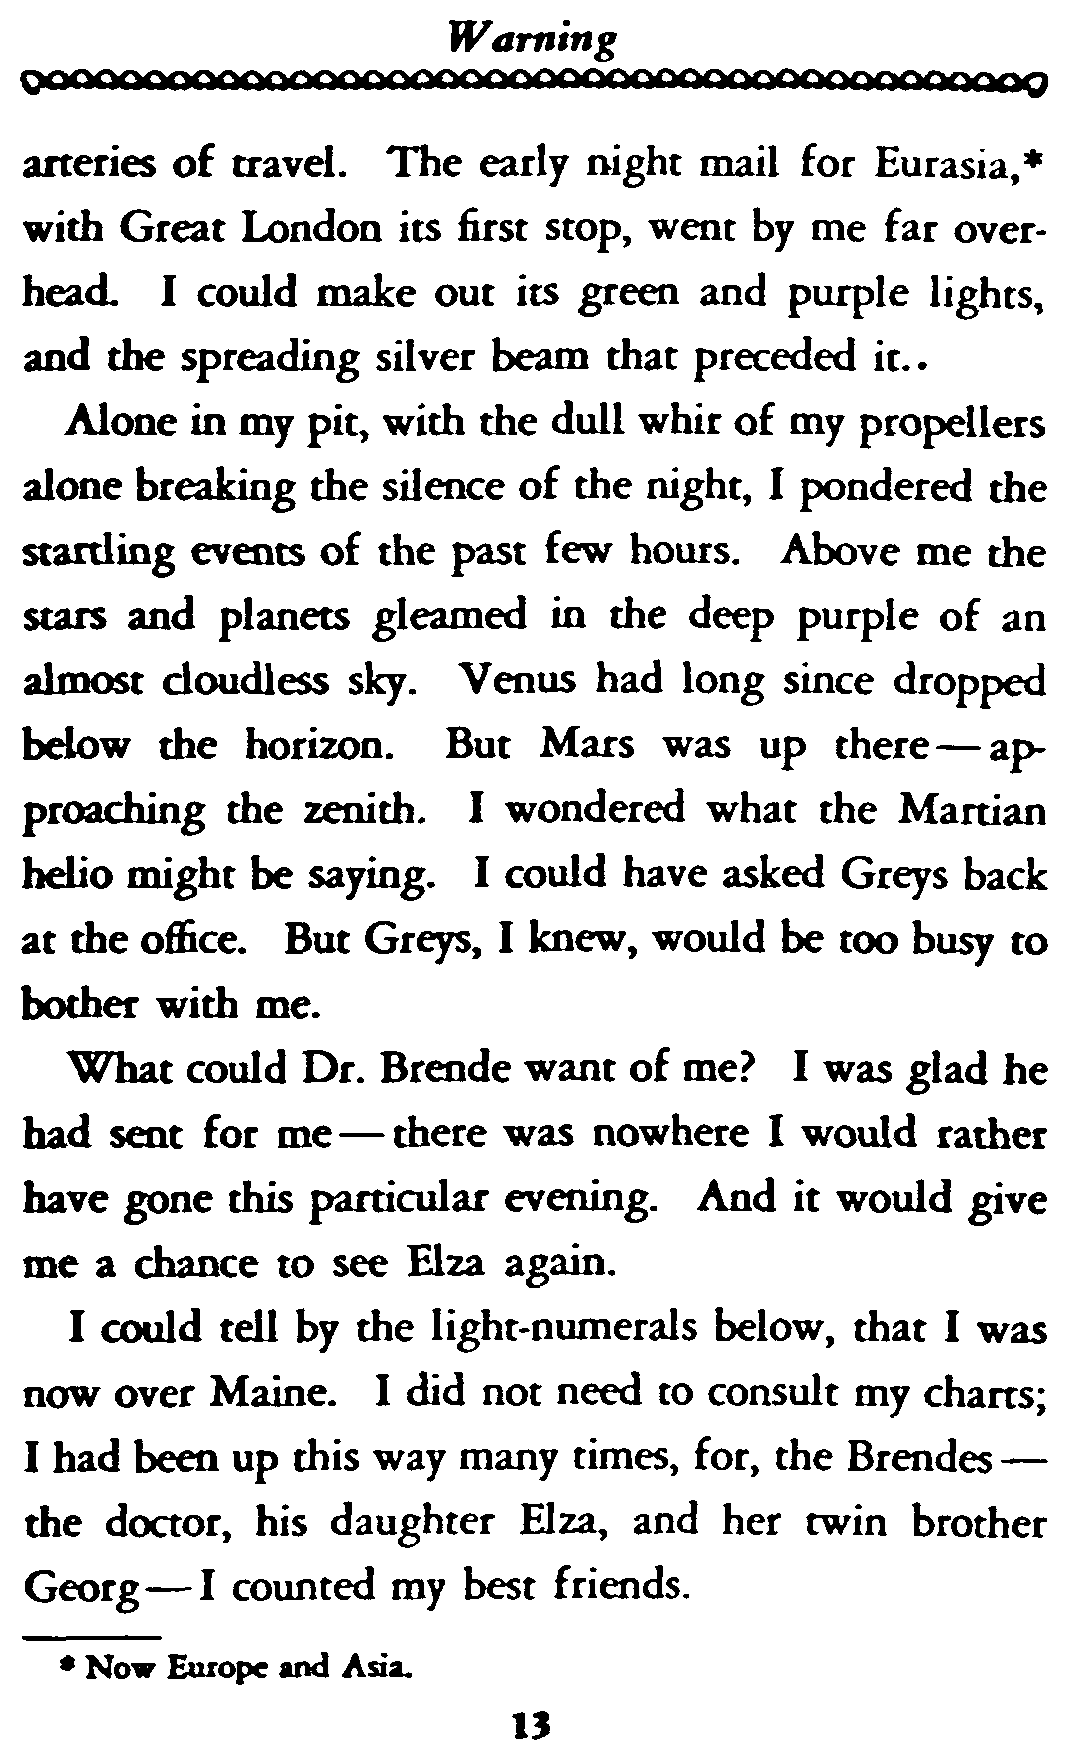 Warning
arteries of travel. The early night mail for Eurasia,*
with Great London its first stop, went by me far over-
head. I could make out its green and purple lights,
and the spreading silver beam that preceded it..
Alone in my pit, with the dull whir of my propellers
alone breaking the silence of the night, I pondered the
startling events of the past few hours. Above me the
stars and planets gleamed in the deep purple of an
almost cloudless sky. Venus had long since dropped
below the horizon. But Mars was up there—ap-
proaching the zenith. I wondered what the Martian
helio might be saying. I could have asked Greys back
at the office. But Greys, I knew, would be too busy to
bother with me.
What could Dr. Brende want of me? I was glad he
had sent for me—there was nowhere I would rather
have gone this particular evening. And it would give
me a chance to see Elza again.
I could tell by the light-numerals below, that I was
now over Maine. I did not need to consult my charts;
I had been up this way many times, for, the Brendes—
the doctor, his daughter Elza, and her twin brother
Georg—I counted my best friends.
* Now Europe and Asia.
13